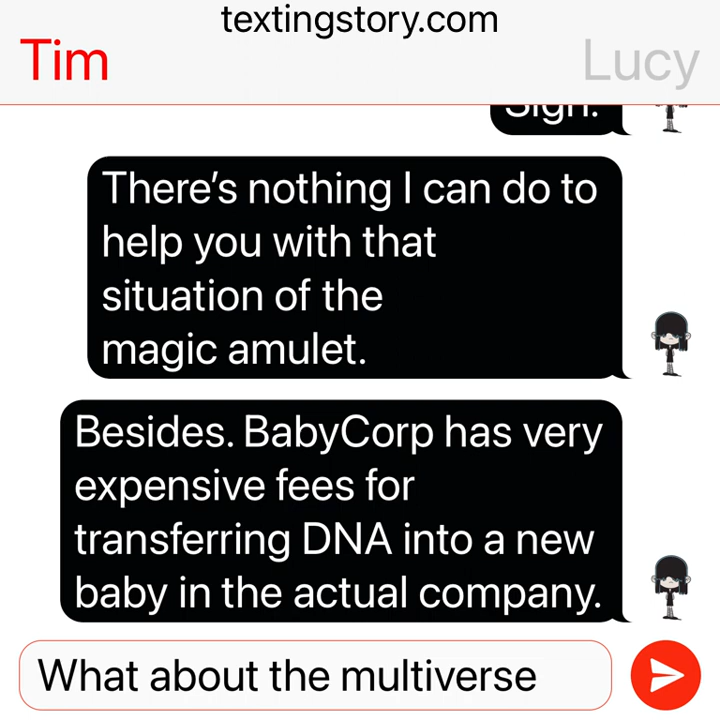 textingstory.com
Tim
Lucy
Sigh.
There’s nothing I can do to
help you with that
situation of the
magic amulet.
Besides. BabyCorp has very
expensive fees for
transferring DNA into a new
baby in the actual company.
What about the multiverse